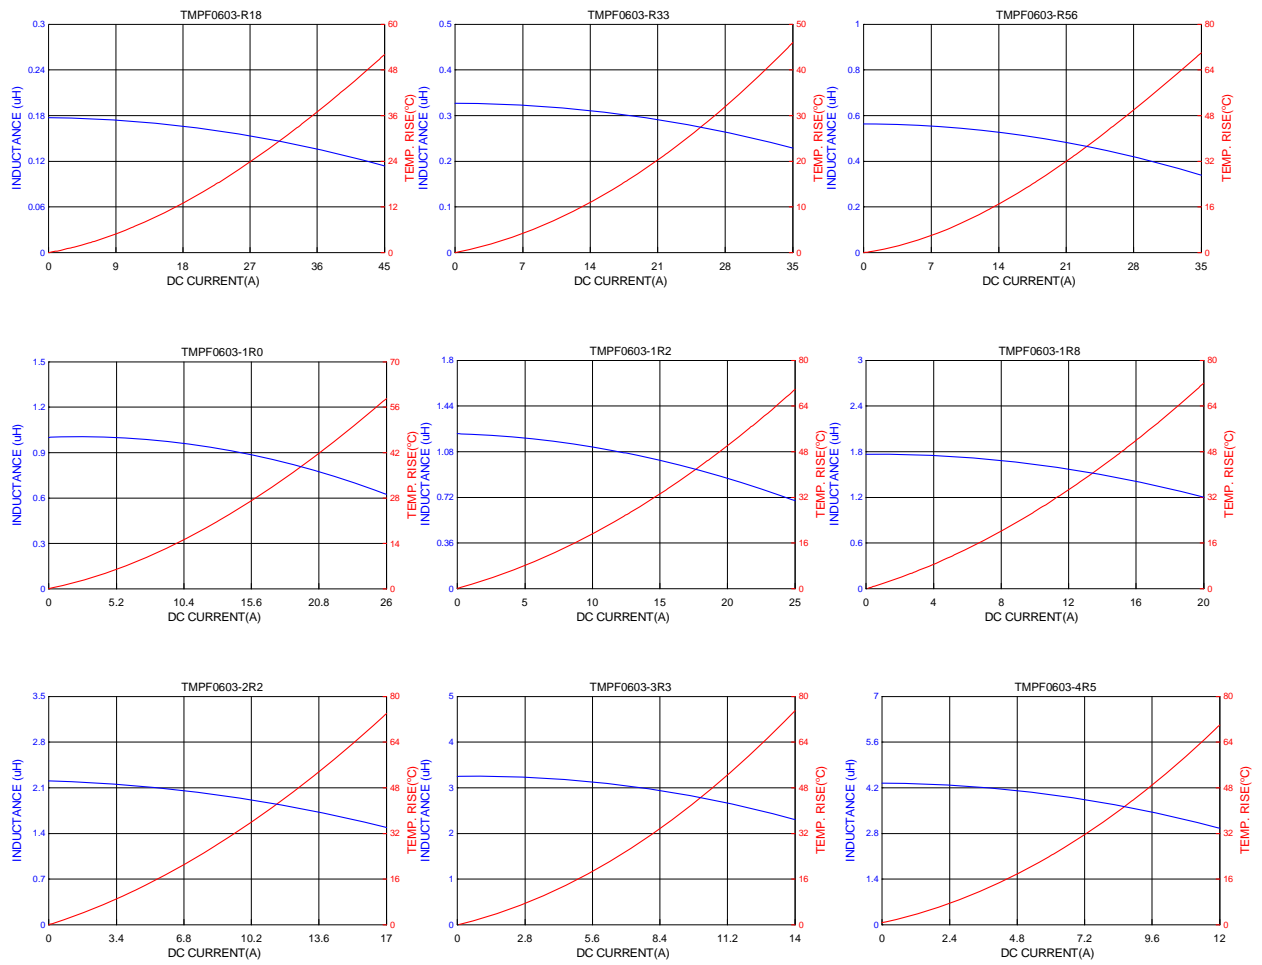 TMPF0603-R18
0.3
0.24
0.18
0.12
0.06
0
60
48
36
24
12
0
0 9 18 27 36 45
DC CURRENT(A)
INDUCTANCE (uH)
TEMP. RISE(°C)
TMPF0603-R33
0.5
0.4
0.3
0.2
0.1
0
50
40
30
20
10
0
0 7 14 21 28 35
DC CURRENT(A)
INDUCTANCE (uH)
TEMP. RISE(°C)
TMPF0603-R56
1
0.8
0.6
0.4
0.2
0
80
64
48
32
16
0
0 7 14 21 28 35
DC CURRENT(A)
INDUCTANCE (uH)
TEMP. RISE(°C)
TMPF0603-1R0
1.5
1.2
0.9
0.6
0.3
0
70
56
42
28
14
0
0 5.2 10.4 15.6 20.8 26
DC CURRENT(A)
INDUCTANCE (uH)
TEMP. RISE(°C)
TMPF0603-1R2
1.8
1.44
1.08
0.72
0.36
0
80
64
48
32
16
0
0 5 10 15 20 25
DC CURRENT(A)
INDUCTANCE (uH)
TEMP. RISE(°C)
TMPF0603-1R8
3
2.4
1.8
1.2
0.6
0
80
64
48
32
16
0
0 4 8 12 16 20
DC CURRENT(A)
INDUCTANCE (uH)
TEMP. RISE(°C)
TMPF0603-2R2
3.5
2.8
2.1
1.4
0.7
0
80
64
48
32
16
0
0 3.4 6.8 10.2 13.6 17
DC CURRENT(A)
INDUCTANCE (uH)
TEMP. RISE(°C)
TMPF0603-3R3
5
4
3
2
1
0
80
64
48
32
16
0
0 2.8 5.6 8.4 11.2 14
DC CURRENT(A)
INDUCTANCE (uH)
TEMP. RISE(°C)
TMPF0603-4R5
7
5.6
4.2
2.8
1.4
0
80
64
48
32
16
0
0 2.4 4.8 7.2 9.6 12
DC CURRENT(A)
INDUCTANCE (uH)
TEMP. RISE(°C)